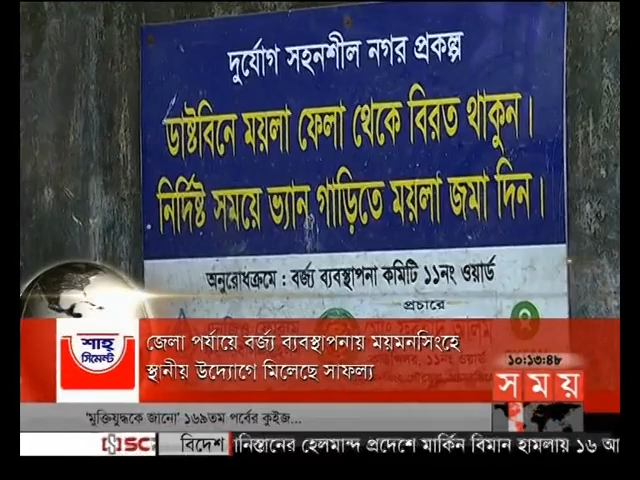 দুর্যোগ সহনশীল নগর প্রকল্প
ডাষ্টবিনে ময়লা ফেলা থেকে বিরত থাকুন।
নির্দিষ্ট সময়ে ভ্যান গাড়িতে ময়লা জমা দিন।
অনুরোধক্রমে : বর্জ্য ব্যবস্থাপনা কমিটি ১১নং ওয়ার্ড
প্রচারে
শাহ্
সিমেন্ট
জেলা পর্যায়ে বর্জ্য ব্যবস্থাপনায় ময়মনসিংহে
স্থানীয় উদ্যোগে মিলেছে সাফল্য
১০:১৩:৪৮
সময়
'মুক্তিযুদ্ধকে জানো' ১৬৯তম পর্বের কুইজ...
SC
বিদেশ
নিস্তানের হেলমান্দ প্রদেশে মার্কিন বিমান হামলায় ১৬ আ